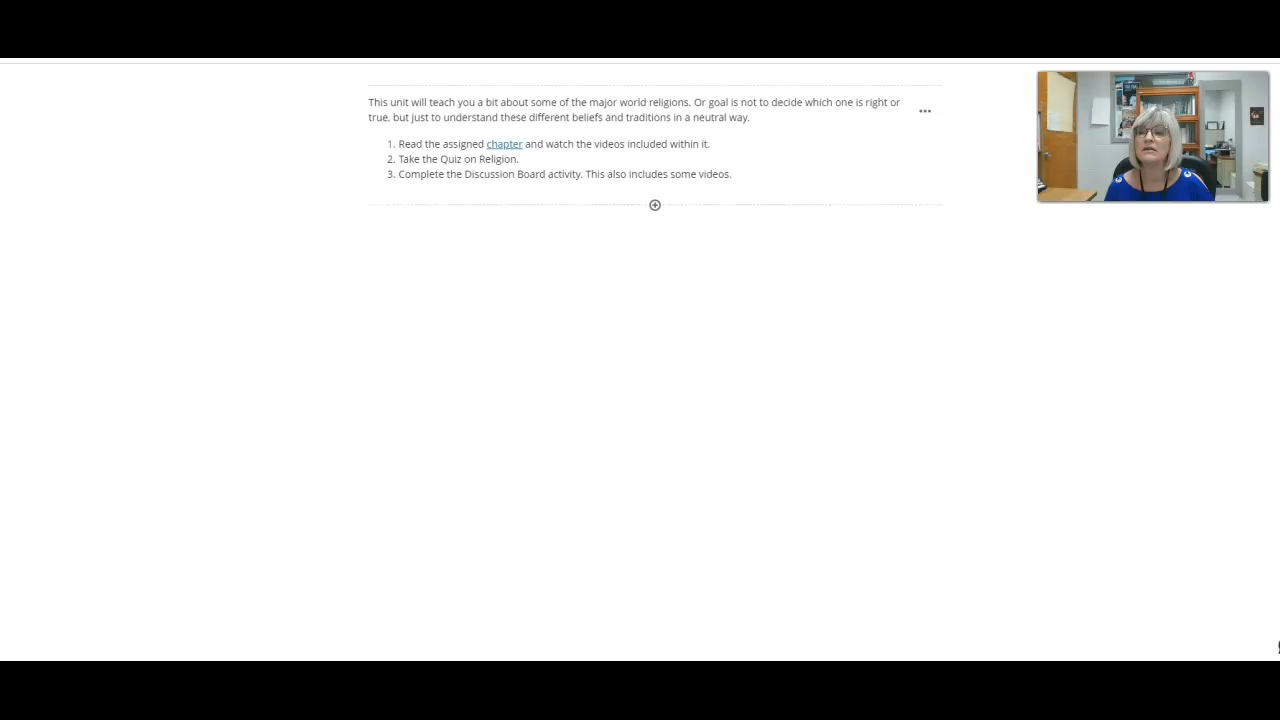 This unit will teach you a bit about some of the major world religions. Or goal is not to decide which one is right or
true, but just to understand these different beliefs and traditions in a neutral way.
1. Read the assigned chapter and watch the videos included within it.
2. Take the Quiz on Religion.
3. Complete the Discussion Board activity. This also includes some videos.